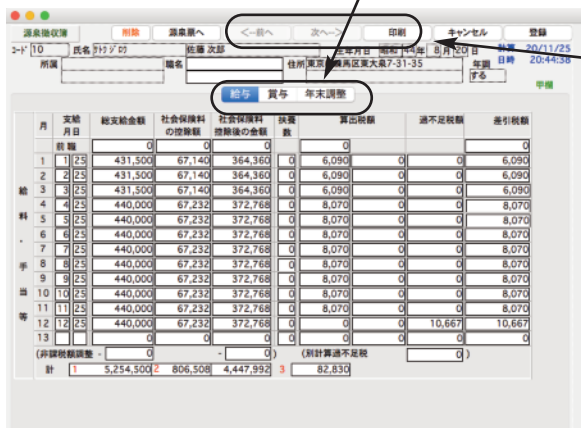 源泉徴収簿 削除 源泉票へ <-前へ 次へ-> 印刷 キャンセル 登録
コード 10 氏名 ｻﾄｳ ｼﾞﾛｳ 佐藤 次郎 生年月日 昭和 44年 8月 20日 計算 20/11/25
所属 職名 住所 東京 練馬区東大泉7-31-35 年調 日時 20:44:38
する 甲欄
給与 賞与 年末調整
月 支給月日 総支給金額 社会保険料の控除額 社会保険料控除後の金額 扶養数 算出税額 過不足税額 差引税額
前職 0 0 0 0 0
1 1 25 431,500 67,140 364,360 0 6,090 0 0 6,090
2 2 25 431,500 67,140 364,360 0 6,090 0 0 6,090
3 3 25 431,500 67,140 364,360 0 6,090 0 0 6,090
4 4 25 440,000 67,232 372,768 0 8,070 0 0 8,070
5 5 25 440,000 67,232 372,768 0 8,070 0 0 8,070
6 6 25 440,000 67,232 372,768 0 8,070 0 0 8,070
7 7 25 440,000 67,232 372,768 0 8,070 0 0 8,070
8 8 25 440,000 67,232 372,768 0 8,070 0 0 8,070
9 9 25 440,000 67,232 372,768 0 8,070 0 0 8,070
10 10 25 440,000 67,232 372,768 0 8,070 0 0 8,070
11 11 25 440,000 67,232 372,768 0 8,070 0 0 8,070
12 12 25 440,000 67,232 372,768 0 0 0 10,667 10,667
13 0 0 0 0 0 0 0 0
給料・手当等
(非課税額調整 - 0 - 0) (別計算過不足税 0)
計 1 5,254,500 2 806,508 4,447,992 3 82,830